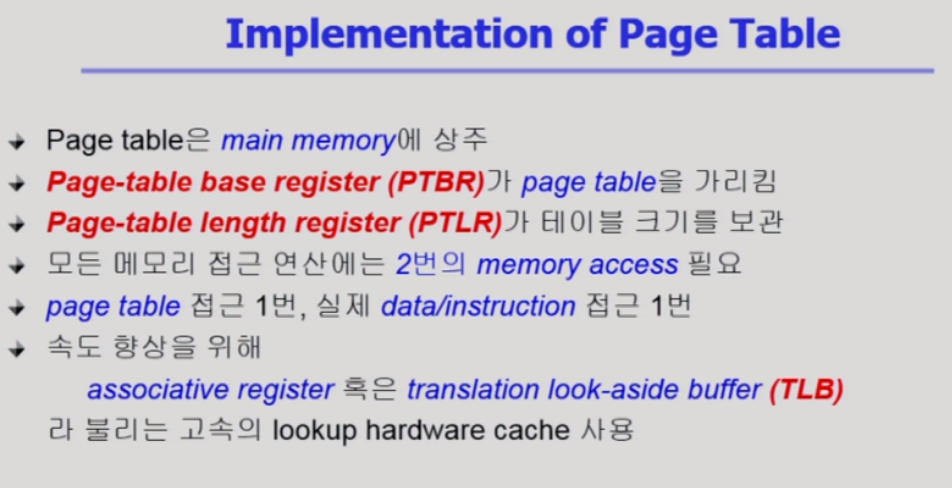 Implementation of Page Table
Page table은 main memory에 상주
Page-table base register (PTBR)가 page table을 가리킴
Page-table length register (PTLR)가 테이블 크기를 보관
모든 메모리 접근 연산에는 2번의 memory access 필요
page table 접근 1번, 실제 data/instruction 접근 1번
속도 향상을 위해
associative register 혹은 translation look-aside buffer (TLB)
라 불리는 고속의 lookup hardware cache 사용